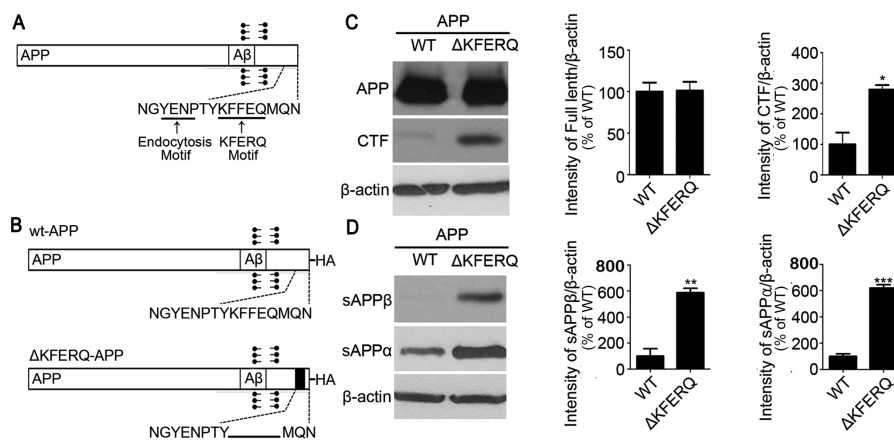 A
APP
Aβ
NGYENPTYKFFEQMQN
Endocytosis
Motif
KFERQ
Motif
B
wt-APP
APP
Aβ
HA
NGYENPTYKFFEQMQN
ΔKFERQ-APP
APP
Aβ
HA
NGYENPTY
MQN
C
APP
WT
ΔKFERQ
APP
CTF
β-actin
Intensity of Full lenth/β-actin
(% of WT)
150
100
50
0
WT
ΔKFERQ
Intensity of CTF/β-actin
(% of WT)
400
300
200
100
0
*
WT
ΔKFERQ
D
APP
WT
ΔKFERQ
sAPPβ
sAPPα
β-actin
Intensity of sAPPβ/β-actin
(% of WT)
800
600
400
200
0
**
WT
ΔKFERQ
Intensity of sAPPα/β-actin
(% of WT)
800
600
400
200
0
***
WT
ΔKFERQ